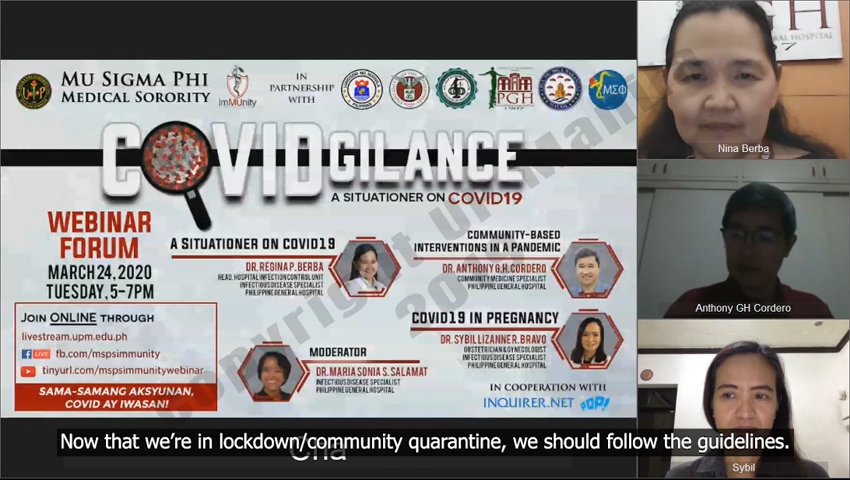 MU SIGMA PHI
MEDICAL SORORITY
imMUnity
IN
PARTNERSHIP
WITH
PGH
1907
ΜΣΦ
COVIDGILANCE
A SITUATIONER ON COVID19
WEBINAR
FORUM
MARCH 24, 2020
TUESDAY, 5-7PM
JOIN ONLINE THROUGH
livestream.upm.edu.ph
LIVE fb.com/mspsimmunity
tinyurl.com/mspsimmunitywebinar
SAMA-SAMANG AKSYUNAN,
COVID AY IWASAN!
A SITUATIONER ON COVID19
DR. REGINA P. BERBA
HEAD, HOSPITAL INFECTION CONTROL UNIT
INFECTIOUS DISEASE SPECIALIST
PHILIPPINE GENERAL HOSPITAL
COMMUNITY-BASED
INTERVENTIONS IN A PANDEMIC
DR. ANTHONY G.H. CORDERO
COMMUNITY MEDICINE SPECIALIST
PHILIPPINE GENERAL HOSPITAL
COVID19 IN PREGNANCY
DR. SYBIL LIZANNE R. BRAVO
OBSTETRICIAN & GYNECOLOGIST
INFECTIOUS DISEASE SPECIALIST
PHILIPPINE GENERAL HOSPITAL
MODERATOR
DR. MARIA SONIA S. SALAMAT
INFECTIOUS DISEASE SPECIALIST
PHILIPPINE GENERAL HOSPITAL
IN COOPERATION WITH
INQUIRER.NET POP!
Now that we're in lockdown/community quarantine, we should follow the guidelines.
Nina Berba
Anthony GH Cordero
Sybil